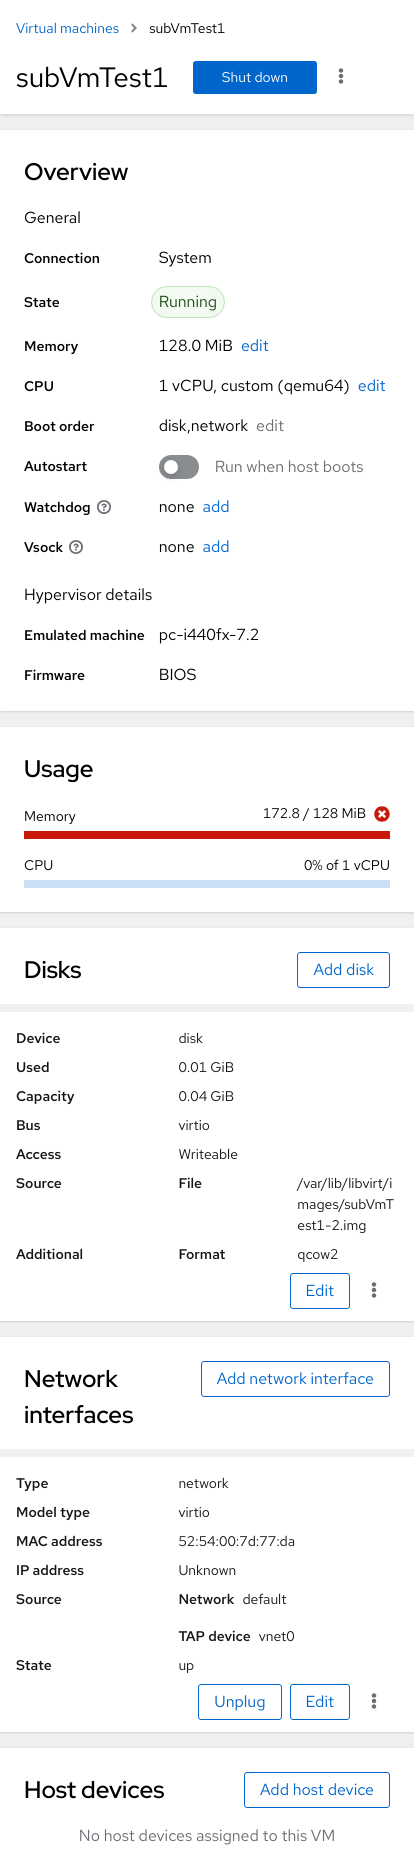 Virtual machines > subVmTest1
subVmTest1 Shut down
Overview
General
Connection System
State Running
Memory 128.0 MiB edit
CPU 1 vCPU, custom (qemu64) edit
Boot order disk,network edit
Autostart Run when host boots
Watchdog none add
Vsock none add
Hypervisor details
Emulated machine pc-i440fx-7.2
Firmware BIOS
Usage
Memory 172.8 / 128 MiB
CPU 0% of 1 vCPU
Disks Add disk
Device disk
Used 0.01 GiB
Capacity 0.04 GiB
Bus virtio
Access Writeable
Source File /var/lib/libvirt/i
mages/subVmT
est1-2.img
Additional Format qcow2
Edit
Network Add network interface
interfaces
Type network
Model type virtio
MAC address 52:54:00:7d:77:da
IP address Unknown
Source Network default
TAP device vnet0
State up
Unplug Edit
Host devices Add host device
No host devices assigned to this VM